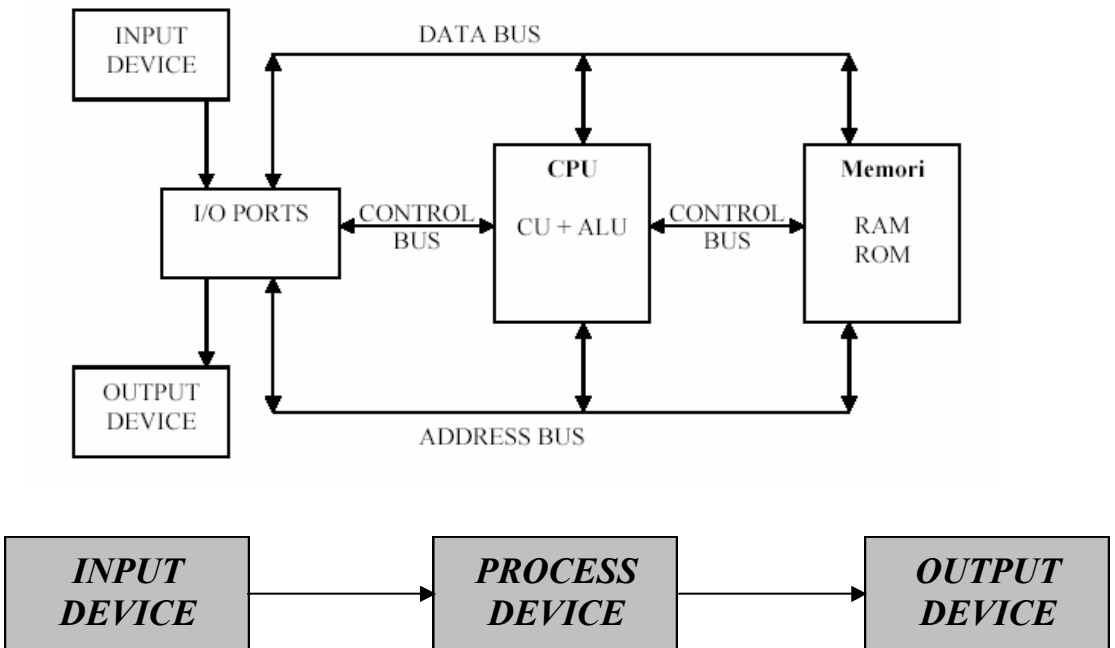 INPUT
DEVICE
DATA BUS
CPU
CU + ALU
Memori
RAM
ROM
I/O PORTS
CONTROL
BUS
CONTROL
BUS
OUTPUT
DEVICE
ADDRESS BUS
INPUT
DEVICE
PROCESS
DEVICE
OUTPUT
DEVICE